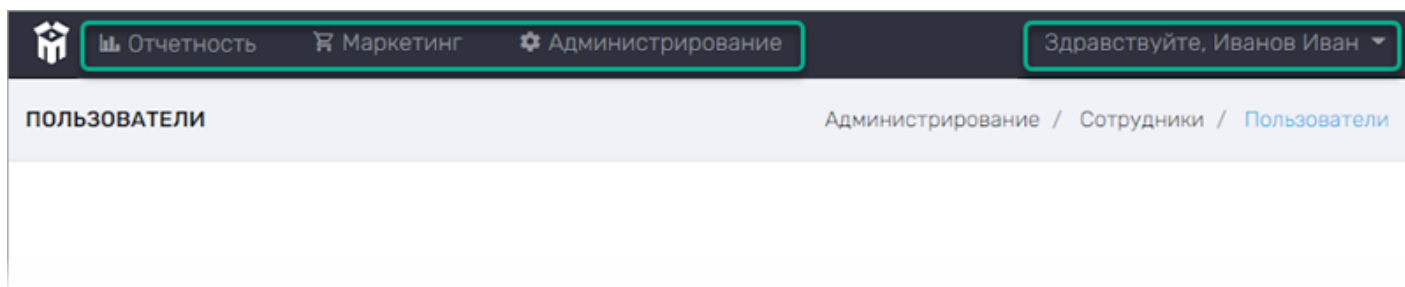 Отчетность Маркетинг Администрирование Здравствуйте, Иванов Иван
ПОЛЬЗОВАТЕЛИ Администрирование / Сотрудники / Пользователи